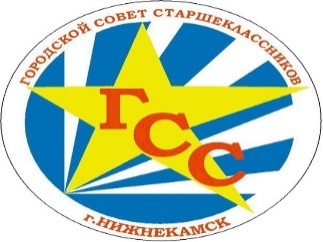 ГОРОДСКОЙ СОВЕТ СТАРШЕКЛАССНИКОВ
ГСС
г.НИЖНЕКАМСК